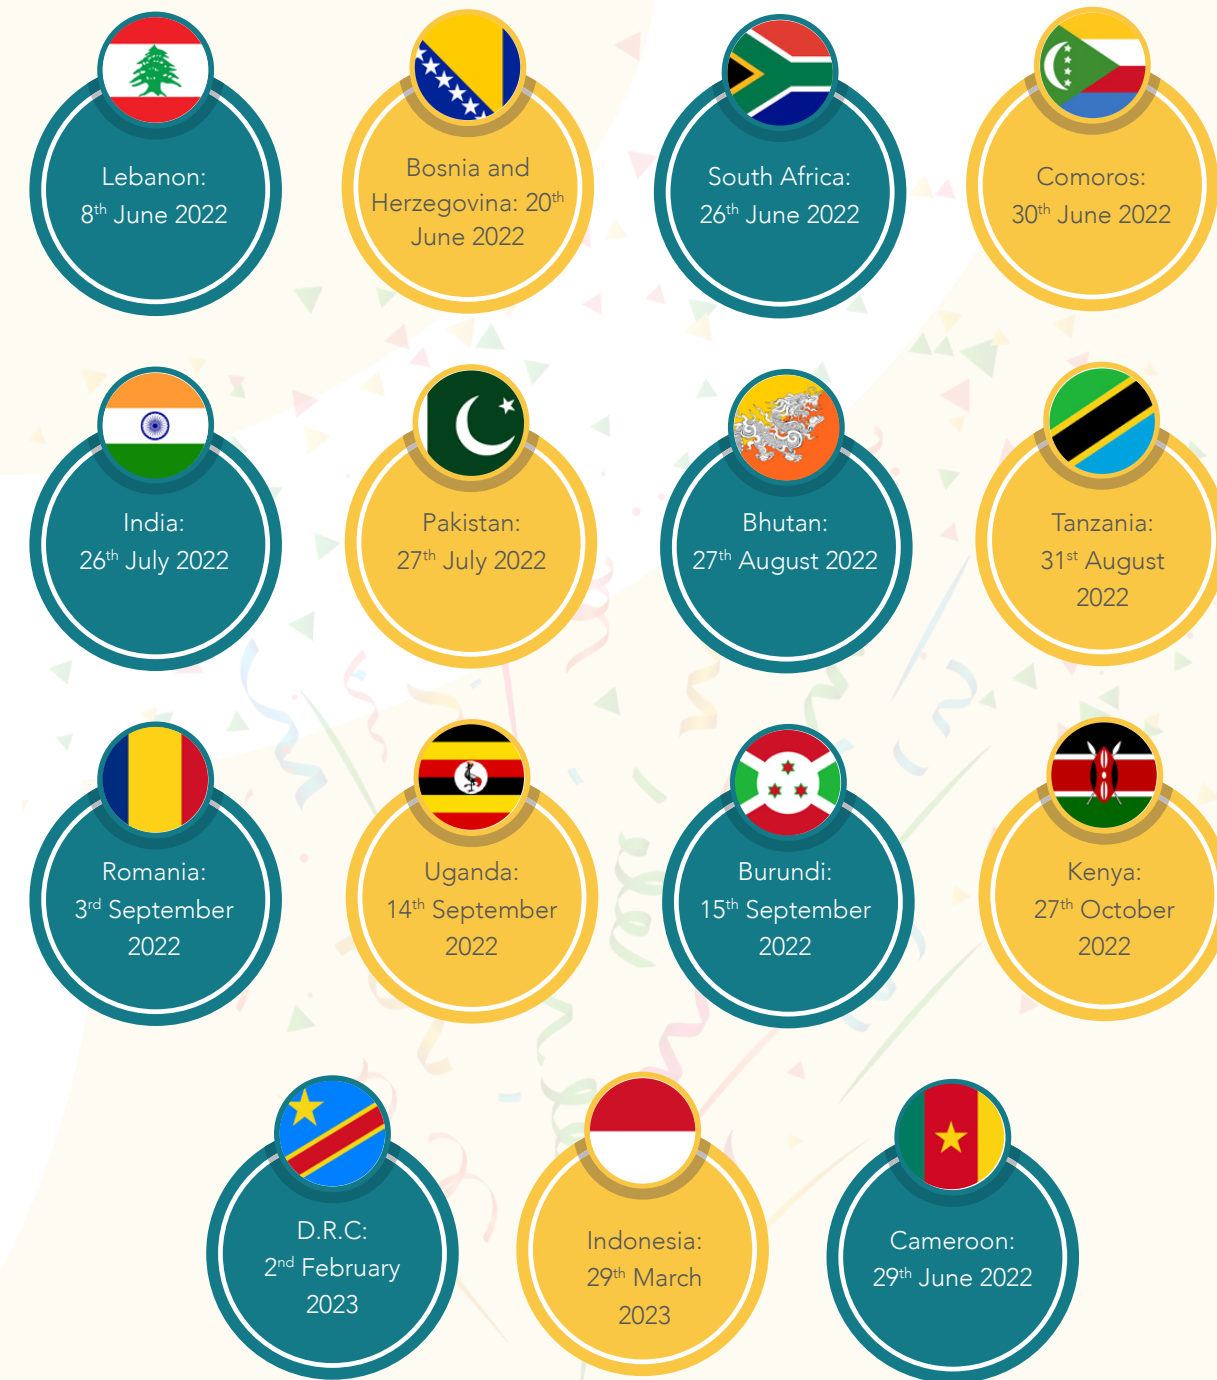 Lebanon:
8th June 2022
Bosnia and
Herzegovina: 20th
June 2022
South Africa:
26th June 2022
Comoros:
30th June 2022
India:
26th July 2022
Pakistan:
27th July 2022
Bhutan:
27th August 2022
Tanzania:
31st August
2022
Romania:
3rd September
2022
Uganda:
14th September
2022
Burundi:
15th September
2022
Kenya:
27th October
2022
D.R.C:
2nd February
2023
Indonesia:
29th March
2023
Cameroon:
29th June 2022